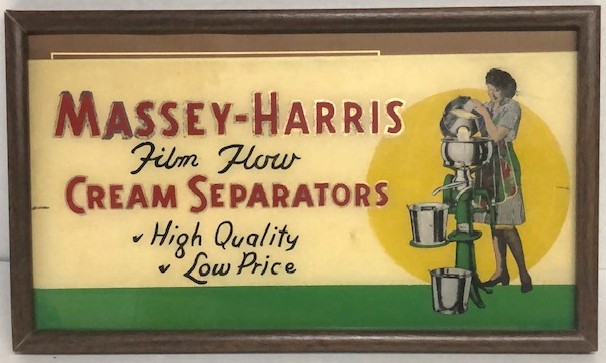 MASSEY-HARRIS
Film Flow
CREAM SEPARATORS
✓ High Quality
✓ Low Price